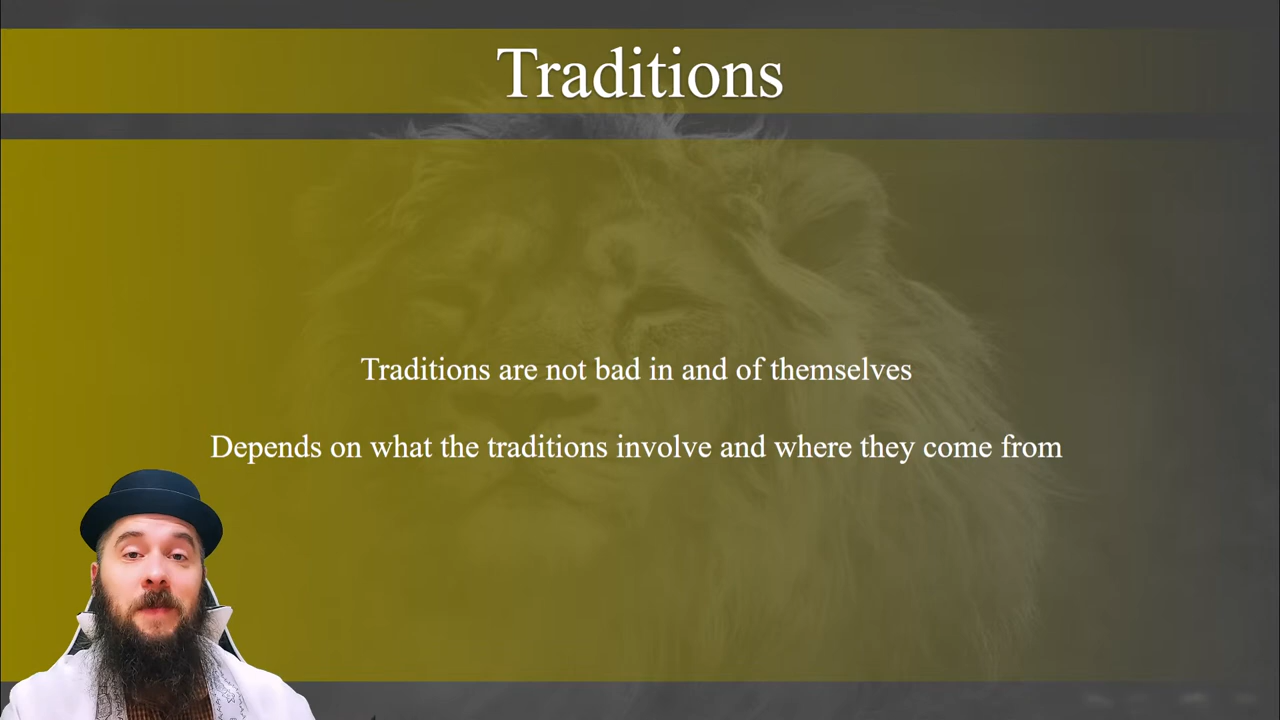 Traditions
Traditions are not bad in and of themselves
Depends on what the traditions involve and where they come from